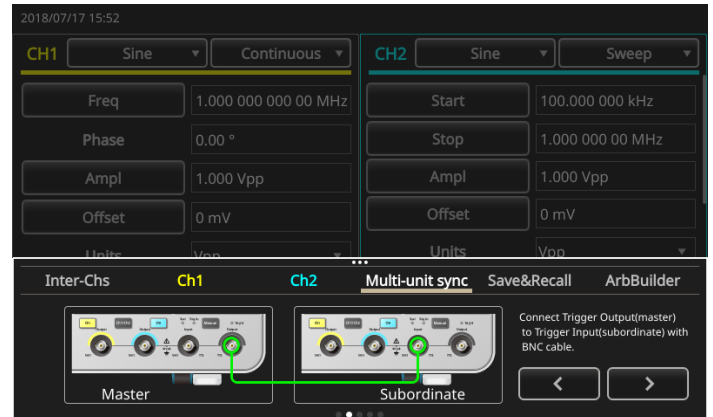 2018/07/17 15:52
CH1 Sine Continuous
CH2 Sine Sweep
Freq 1.000 000 000 00 MHz
Start 100.000 000 kHz
Phase 0.00 °
Stop 1.000 000 00 MHz
Ampl 1.000 Vpp
Ampl 1.000 Vpp
Offset 0 mV
Offset 0 mV
Units Vpp
Units Vpp
Inter-Chs Ch1 Ch2 Multi-unit sync Save&Recall ArbBuilder
Connect Trigger Output(master)
to Trigger Input(subordinate) with
BNC cable.
Master
Subordinate